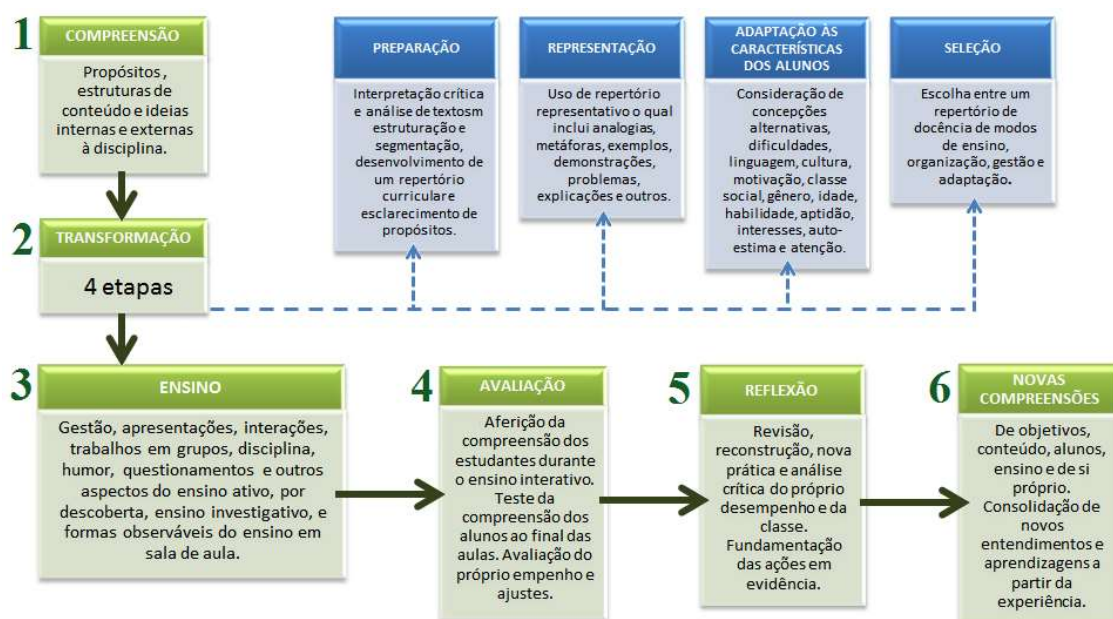 1
COMPREENSÃO
Propósitos ,
estruturas de
conteúdo e ideias
internas e externas
à disciplina.
PREPARAÇÃO
Interpretação crítica
e análise de textosm
estruturação e
segmentação,
desenvolvimento de
um repertório
curricular e
esclarecimento de
propósitos.
REPRESENTAÇÃO
Uso de repertório
representativo o qual
inclui analogias,
metáforas, exemplos,
demonstrações,
problemas,
explicações e outros.
ADAPTAÇÃO ÀS
CARACTERÍSTICAS
DOS ALUNOS
Consideração de
concepções
alternativas,
dificuldades,
linguagem, cultura,
motivação, classe
social, gênero, idade,
habilidade, aptidão,
interesses, auto-
estima e atenção.
SELEÇÃO
Escolha entre um
repertório de
docência de modos
de ensino,
organização, gestão e
adaptação.
2
TRANSFORMAÇÃO
4 etapas
3
ENSINO
Gestão, apresentações, interações,
trabalhos em grupos, disciplina,
humor, questionamentos e outros
aspectos do ensino ativo, por
descoberta, ensino investigativo, e
formas observáveis do ensino em
sala de aula.
4
AVALIAÇÃO
Aferição da
compreensão dos
estudantes durante
o ensino interativo.
Teste da
compreensão dos
alunos ao final das
aulas. Avaliação do
próprio empenho e
ajustes.
5
REFLEXÃO
Revisão,
reconstrução, nova
prática e análise
crítica do próprio
desempenho e da
classe.
Fundamentação
das ações em
evidência.
6
NOVAS
COMPREENSÕES
De objetivos,
conteúdo, alunos,
ensino e de si
próprio.
Consolidação de
novos
entendimentos e
aprendizagens a
partir da
experiência.